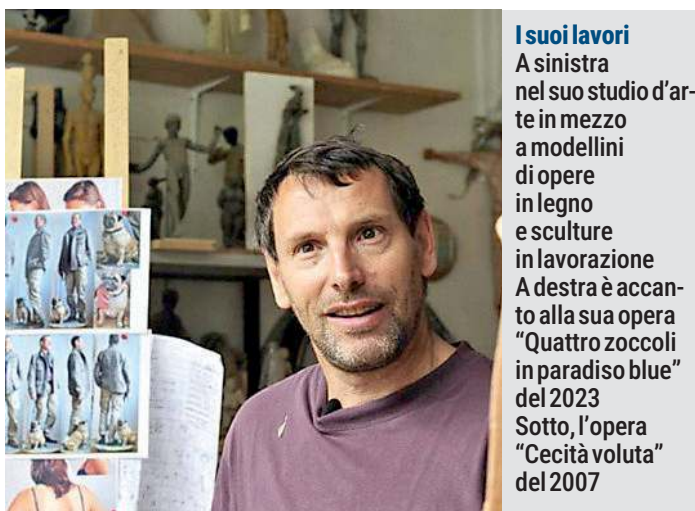 I suoi lavori
A sinistra
nel suo studio d'ar-
te in mezzo
a modellini
di opere
in legno
e sculture
in lavorazione
A destra è accan-
to alla sua opera
“Quattro zoccoli
in paradiso blue”
del 2023
Sotto, l'opera
“Cecità voluta”
del 2007